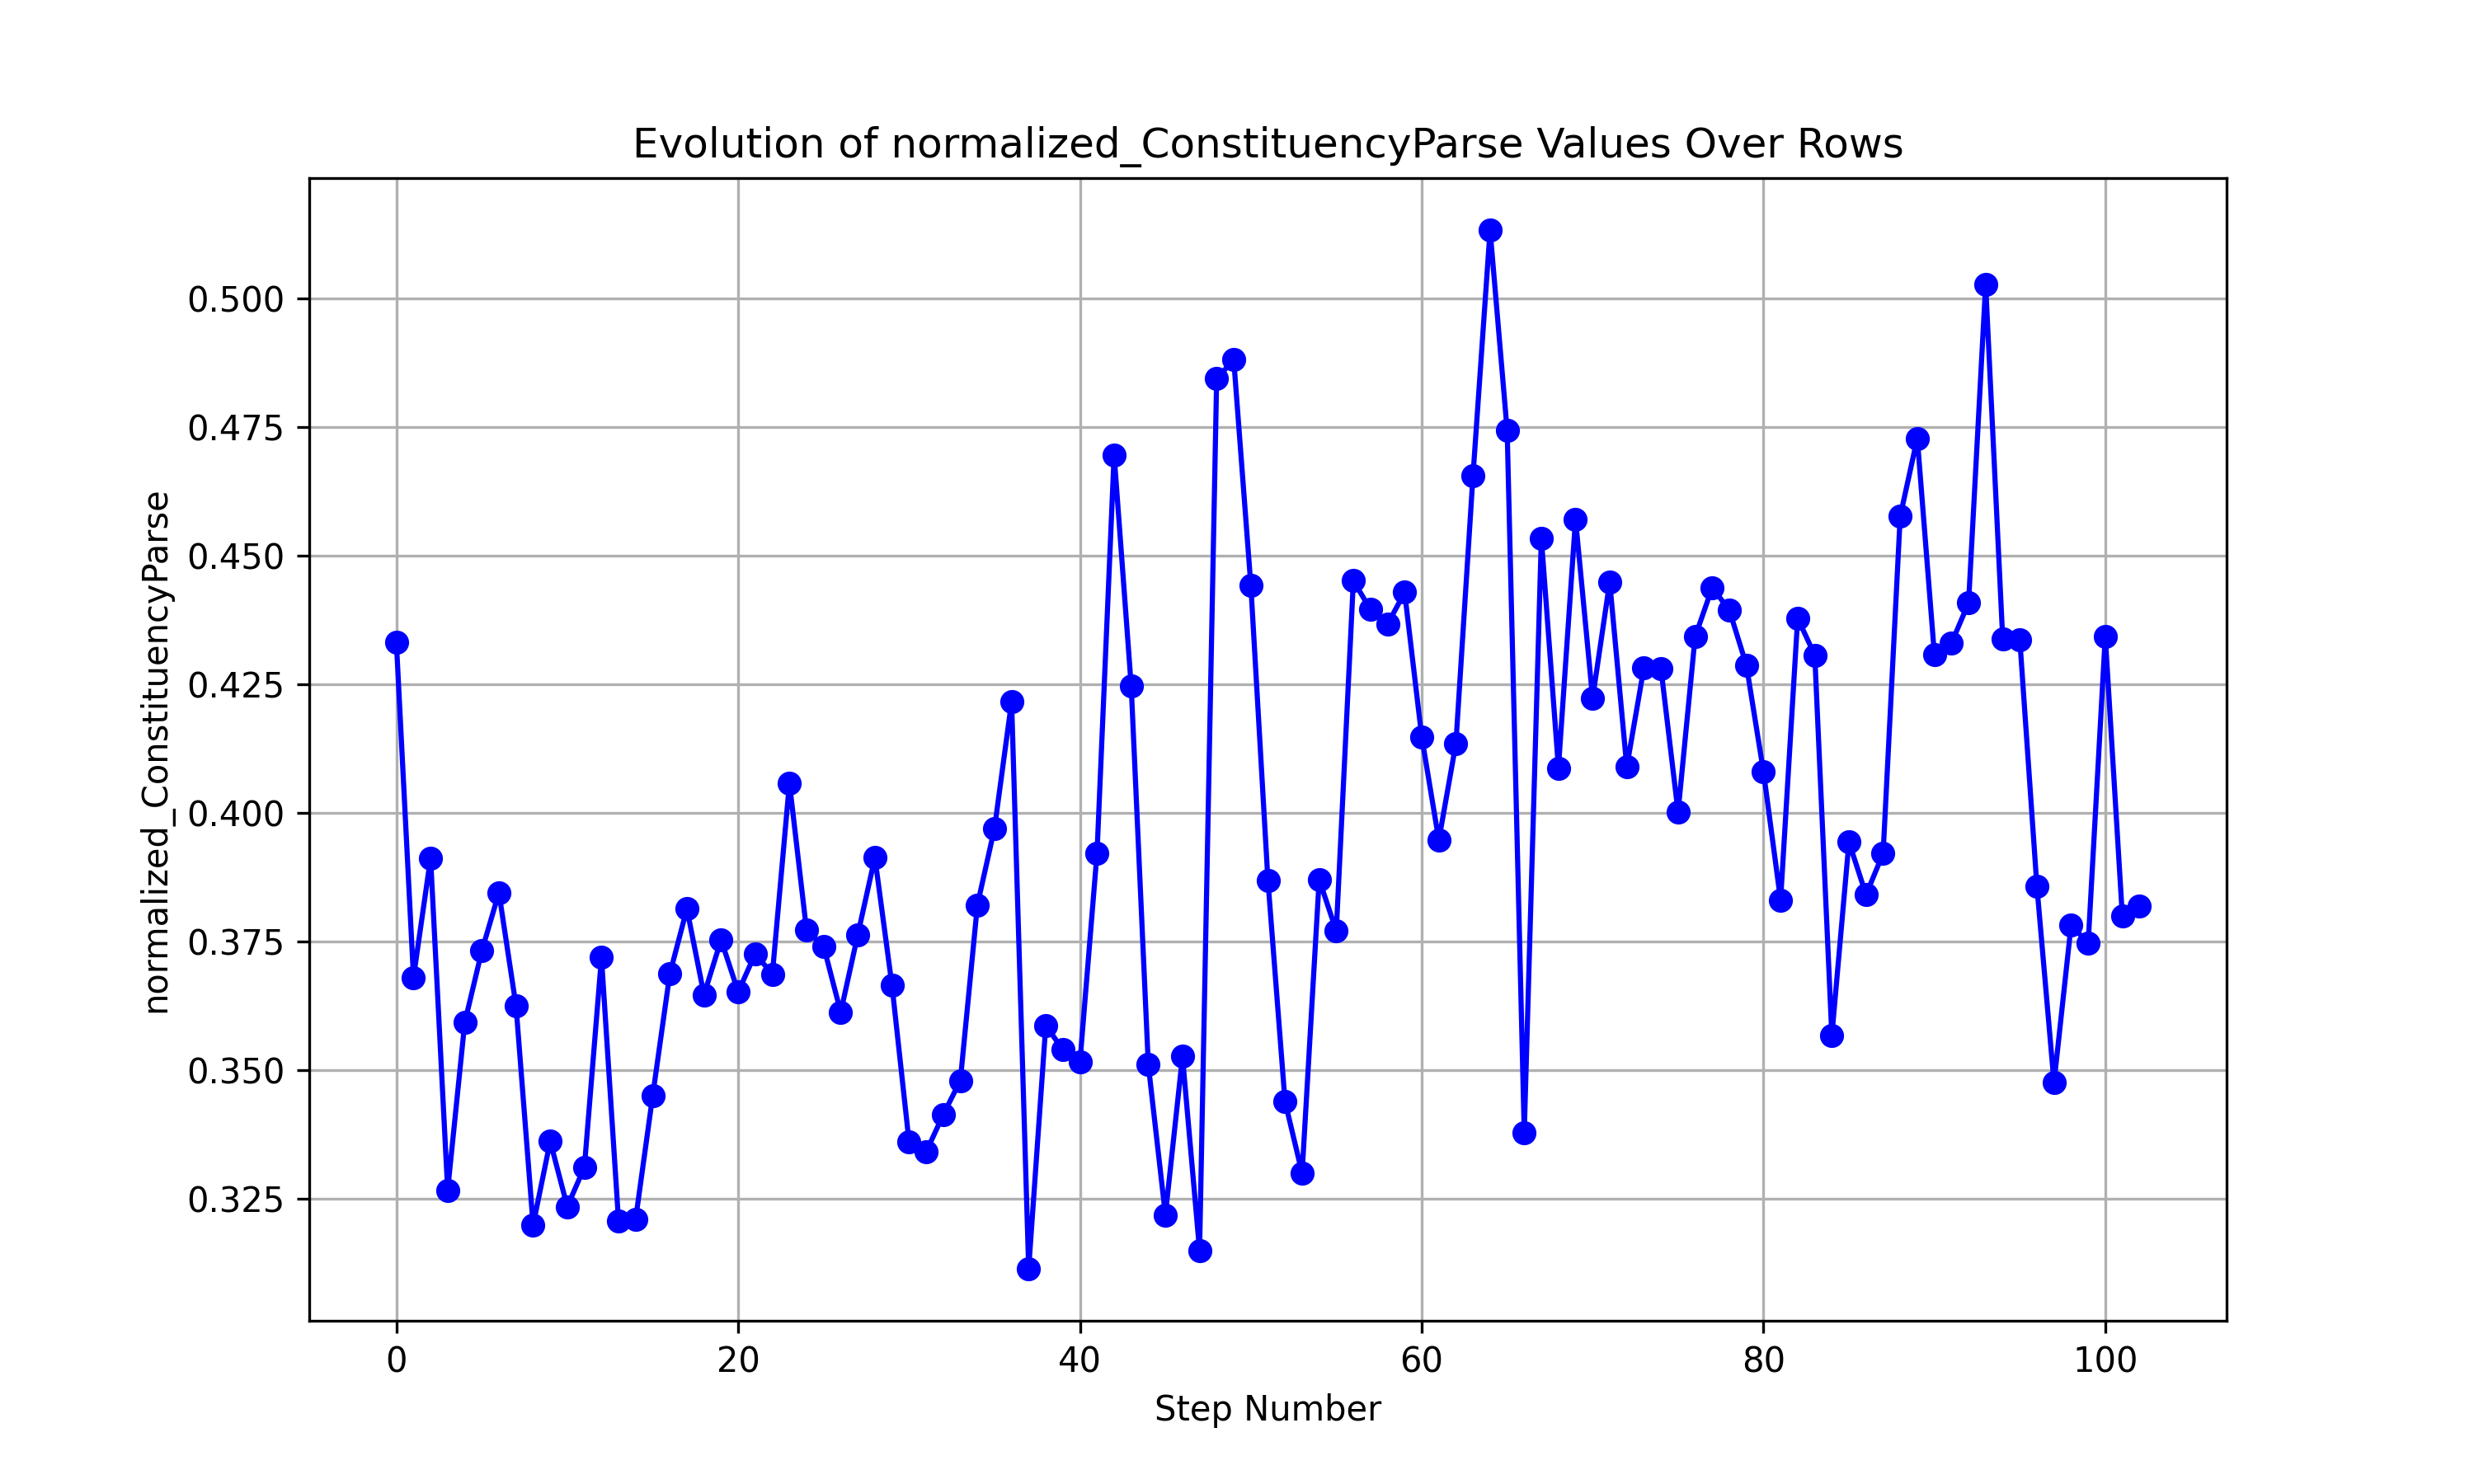 Evolution of normalized_ConstituencyParse Values Over Rows
normalized_ConstituencyParse
0.500
0.475
0.450
0.425
0.400
0.375
0.350
0.325
0 20 40 60 80 100
Step Number